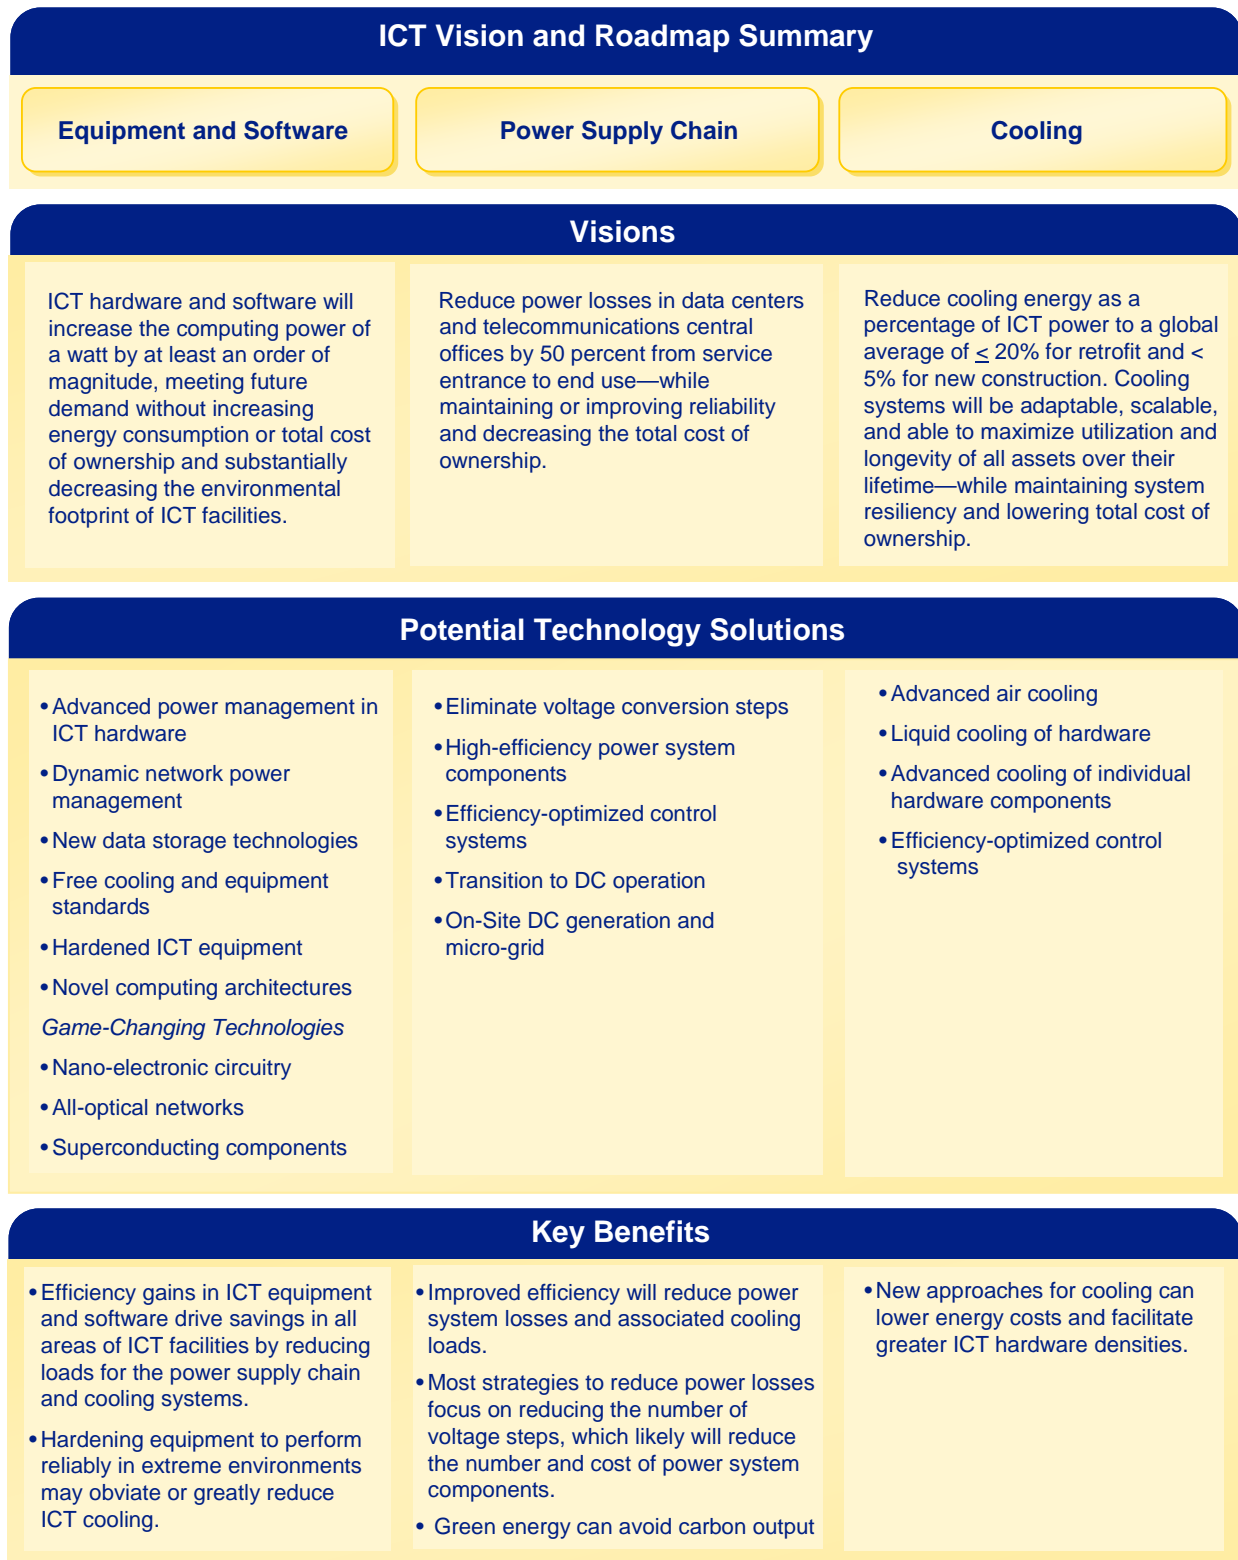 ICT Vision and Roadmap Summary
Equipment and Software
Power Supply Chain
Cooling
Visions
ICT hardware and software will
increase the computing power of
a watt by at least an order of
magnitude, meeting future
demand without increasing
energy consumption or total cost
of ownership and substantially
decreasing the environmental
footprint of ICT facilities.
Reduce power losses in data centers
and telecommunications central
offices by 50 percent from service
entrance to end use—while
maintaining or improving reliability
and decreasing the total cost of
ownership.
Reduce cooling energy as a
percentage of ICT power to a global
average of ≤ 20% for retrofit and <
5% for new construction. Cooling
systems will be adaptable, scalable,
and able to maximize utilization and
longevity of all assets over their
lifetime—while maintaining system
resiliency and lowering total cost of
ownership.
Potential Technology Solutions
•Advanced power management in
ICT hardware
•Dynamic network power
management
•New data storage technologies
•Free cooling and equipment
standards
•Hardened ICT equipment
•Novel computing architectures
Game-Changing Technologies
•Nano-electronic circuitry
•All-optical networks
•Superconducting components
•Eliminate voltage conversion steps
•High-efficiency power system
components
•Efficiency-optimized control
systems
•Transition to DC operation
•On-Site DC generation and
micro-grid
•Advanced air cooling
•Liquid cooling of hardware
•Advanced cooling of individual
hardware components
•Efficiency-optimized control
systems
Key Benefits
•Efficiency gains in ICT equipment
and software drive savings in all
areas of ICT facilities by reducing
loads for the power supply chain
and cooling systems.
•Hardening equipment to perform
reliably in extreme environments
may obviate or greatly reduce
ICT cooling.
•Improved efficiency will reduce power
system losses and associated cooling
loads.
•Most strategies to reduce power losses
focus on reducing the number of
voltage steps, which likely will reduce
the number and cost of power system
components.
• Green energy can avoid carbon output
•New approaches for cooling can
lower energy costs and facilitate
greater ICT hardware densities.